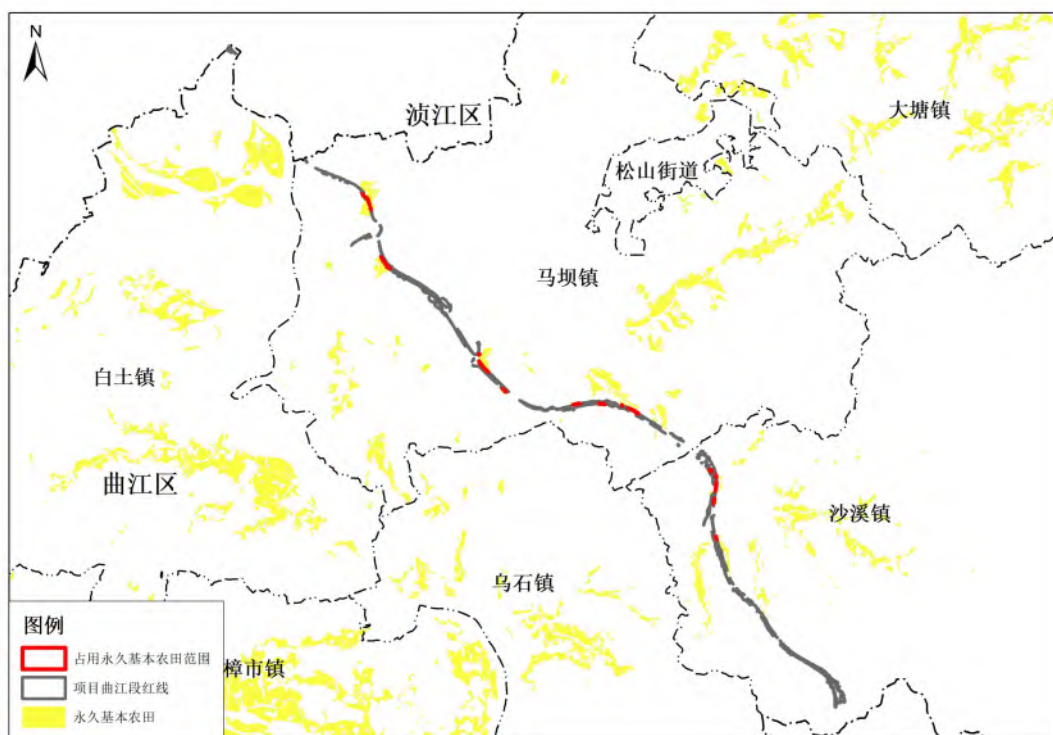 N
浈江区
大塘镇
松山街道
马坝镇
白土镇
曲江区
沙溪镇
乌石镇
樟市镇
图例
占用永久基本农田范围
项目曲江段红线
永久基本农田